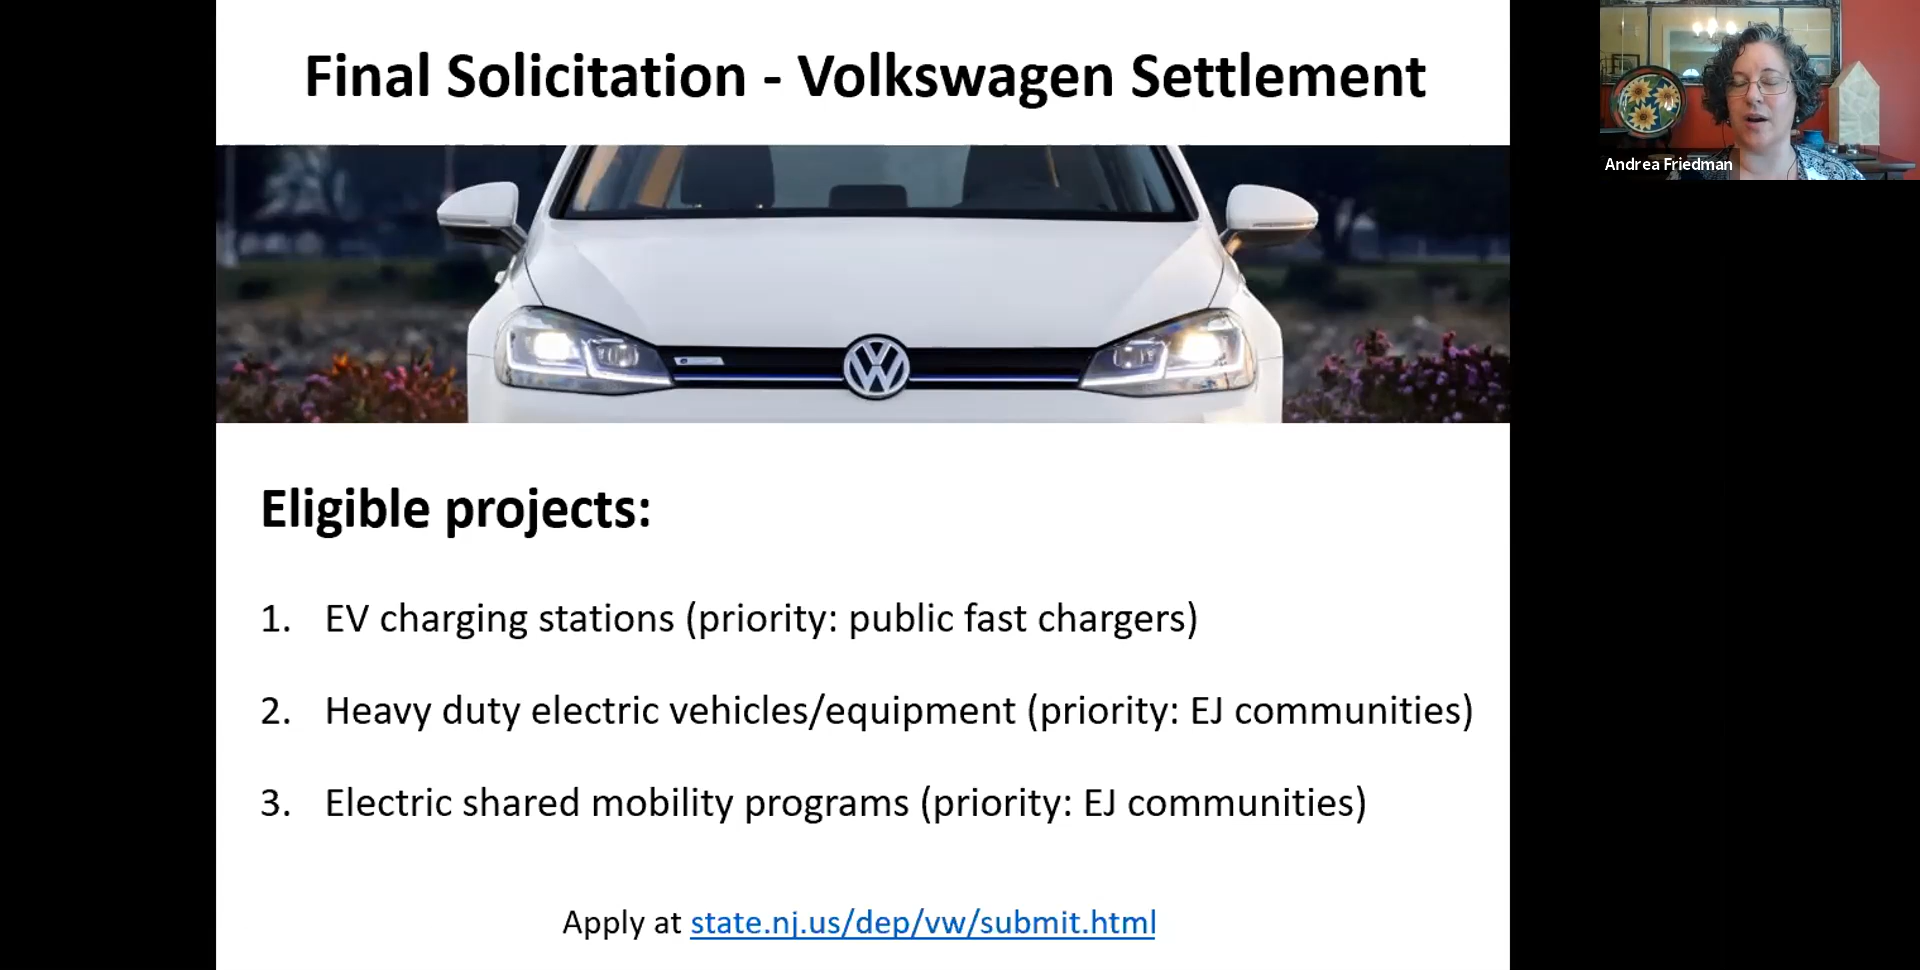 Final Solicitation - Volkswagen Settlement
Andrea Friedman
Eligible projects:
1. EV charging stations (priority: public fast chargers)
2. Heavy duty electric vehicles/equipment (priority: EJ communities)
3. Electric shared mobility programs (priority: EJ communities)
Apply at state.nj.us/dep/vw/submit.html